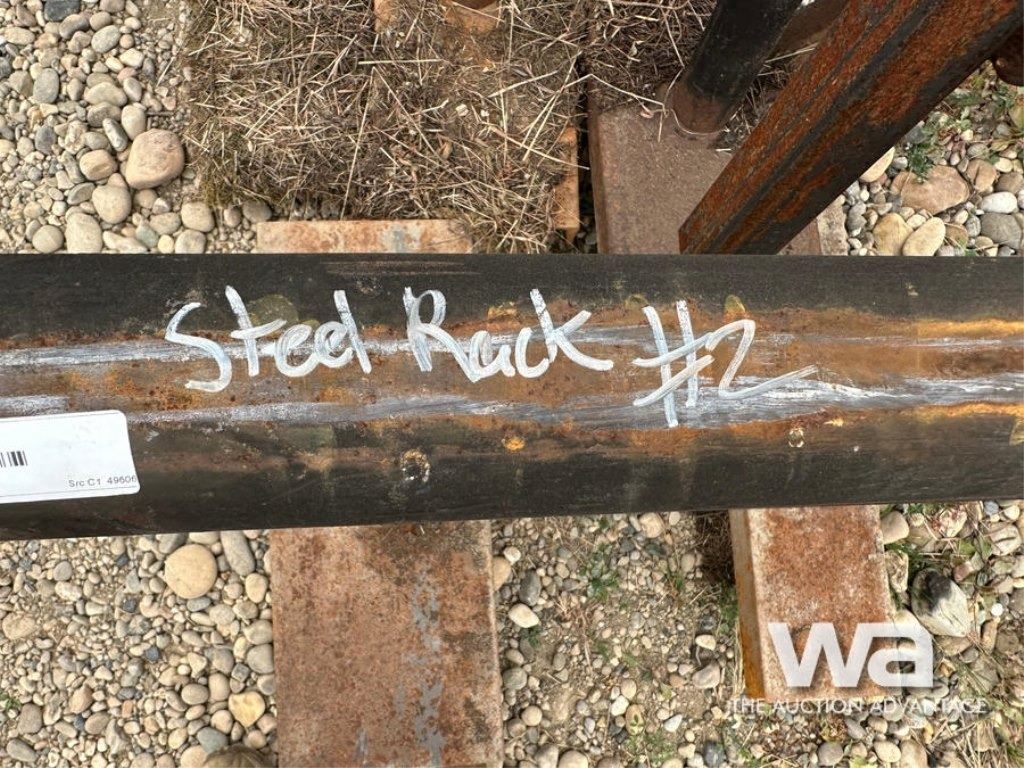 Steel Rack #2
Src C1 49606
wa
THE AUCTION ADVANTAGE